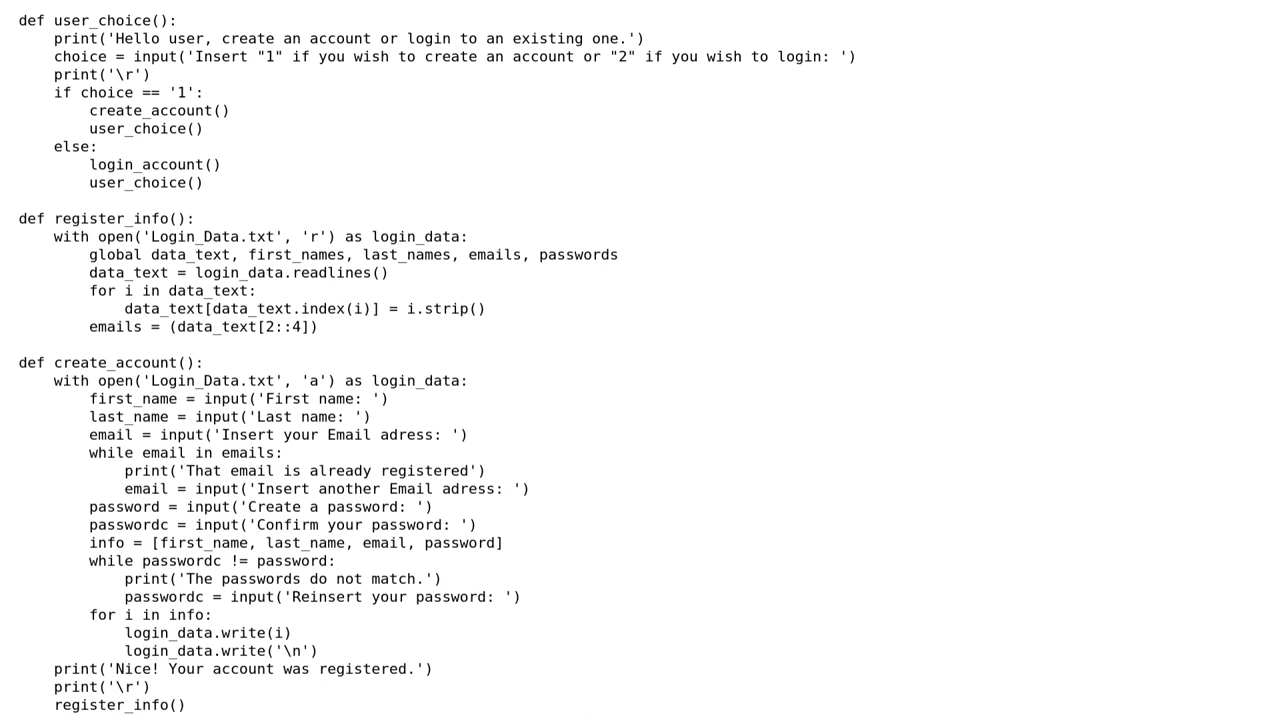 def user_choice():
    print('Hello user, create an account or login to an existing one.')
    choice = input('Insert "1" if you wish to create an account or "2" if you wish to login: ')
    print('\r')
    if choice == '1':
        create_account()
        user_choice()
    else:
        login_account()
        user_choice()

def register_info():
    with open('Login_Data.txt', 'r') as login_data:
        global data_text, first_names, last_names, emails, passwords
        data_text = login_data.readlines()
        for i in data_text:
            data_text[data_text.index(i)] = i.strip()
        emails = (data_text[2::4])

def create_account():
    with open('Login_Data.txt', 'a') as login_data:
        first_name = input('First name: ')
        last_name = input('Last name: ')
        email = input('Insert your Email adress: ')
        while email in emails:
            print('That email is already registered')
            email = input('Insert another Email adress: ')
        password = input('Create a password: ')
        passwordc = input('Confirm your password: ')
        info = [first_name, last_name, email, password]
        while passwordc != password:
            print('The passwords do not match.')
            passwordc = input('Reinsert your password: ')
        for i in info:
            login_data.write(i)
            login_data.write('\n')
    print('Nice! Your account was registered.')
    print('\r')
    register_info()